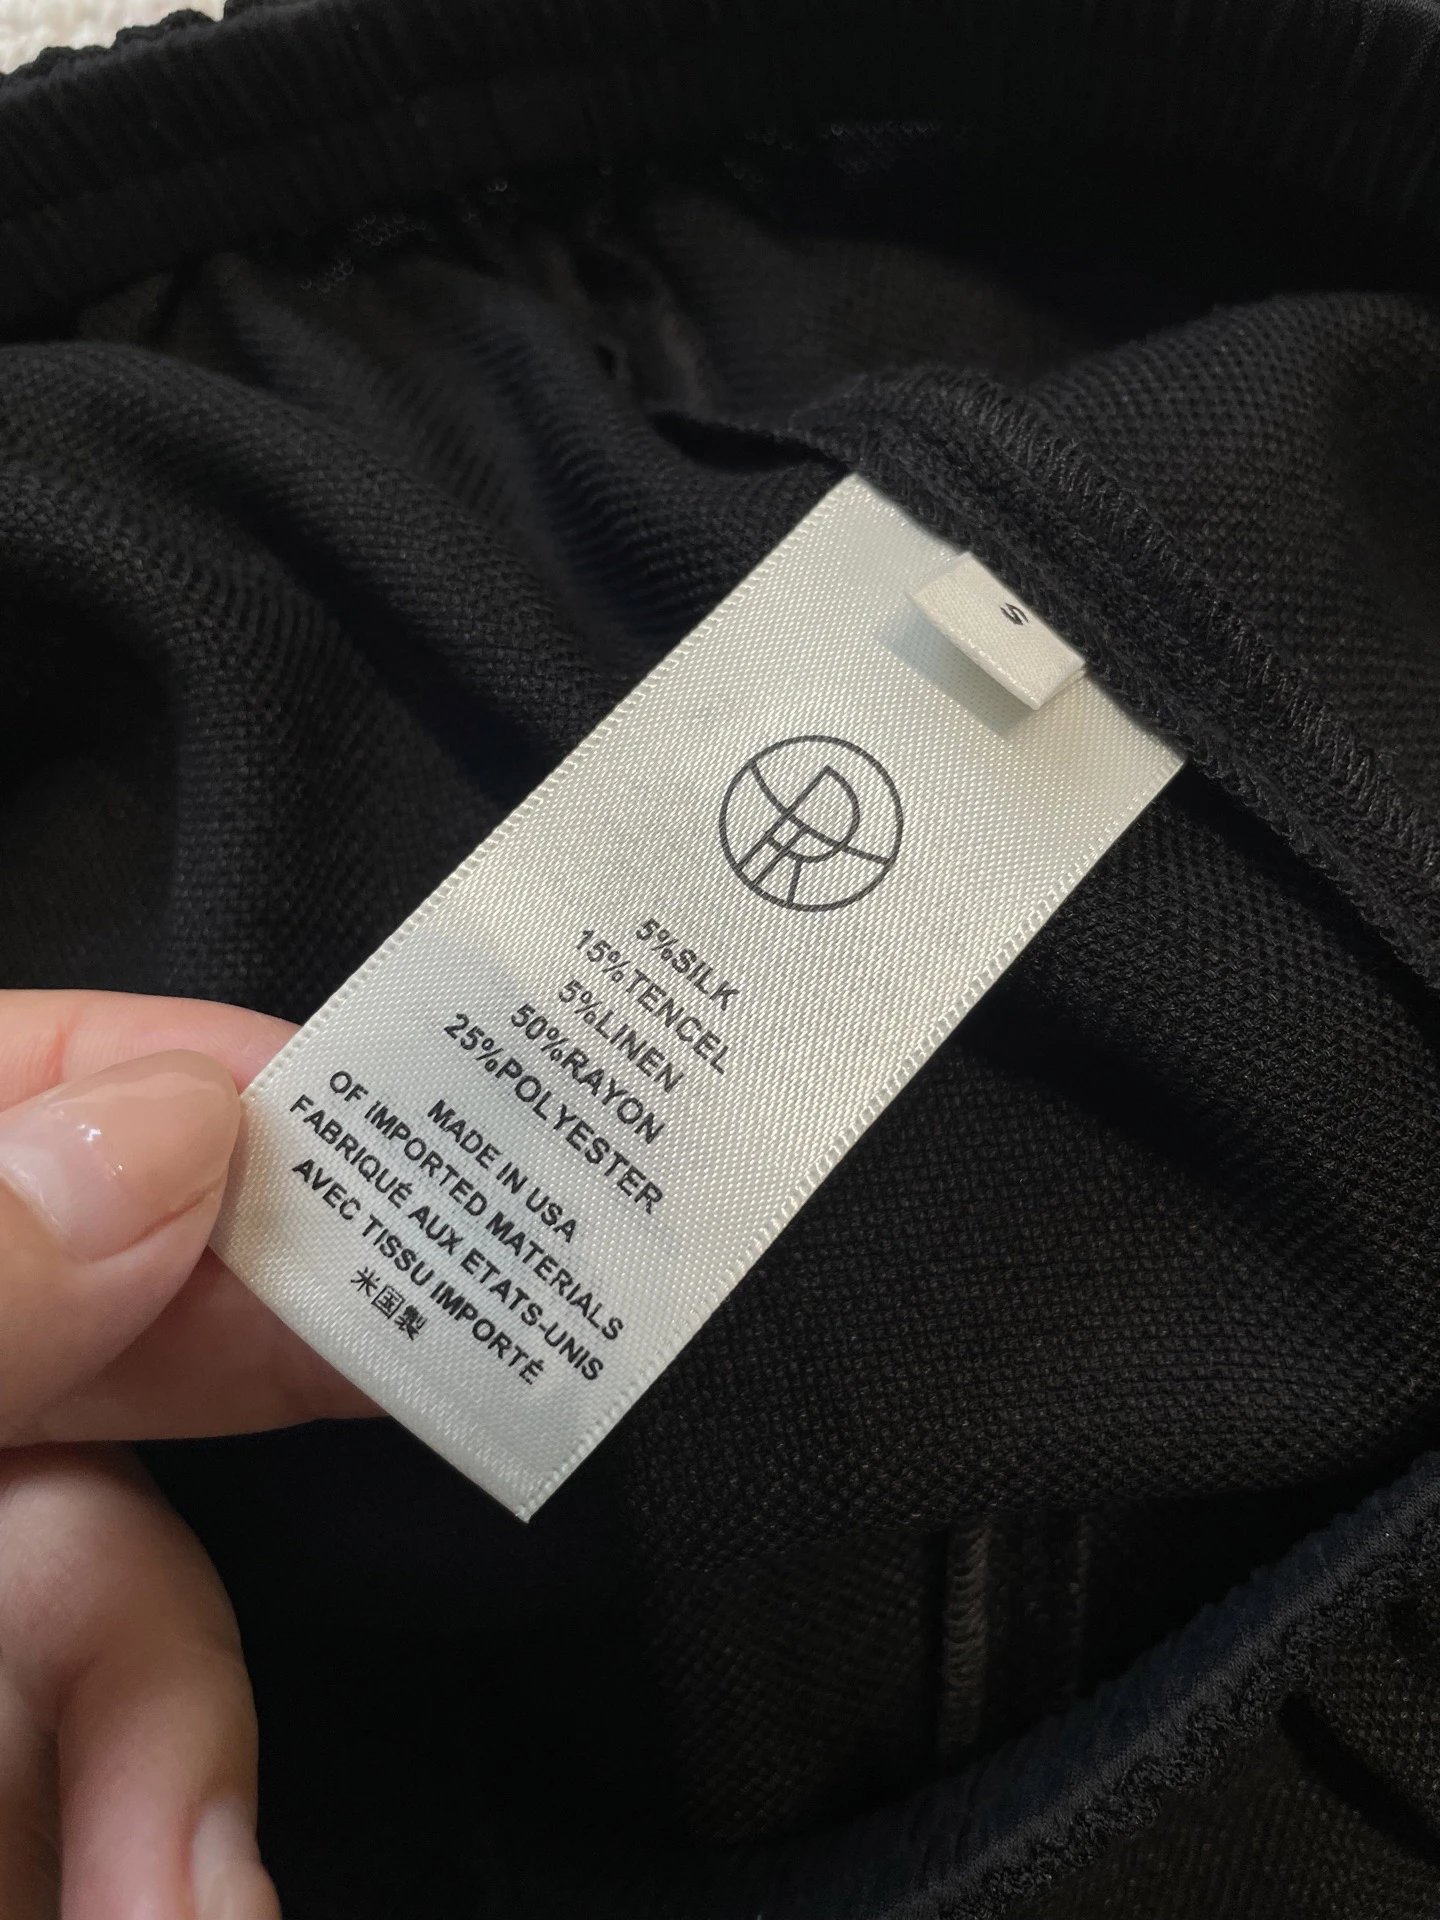 S
5%SILK
15%TENCEL
5%LINEN
50%RAYON
25%POLYESTER
MADE IN USA
OF IMPORTED MATERIALS
FABRIQUÉ AUX ETATS-UNIS
AVEC TISSU IMPORTÉ
米国製